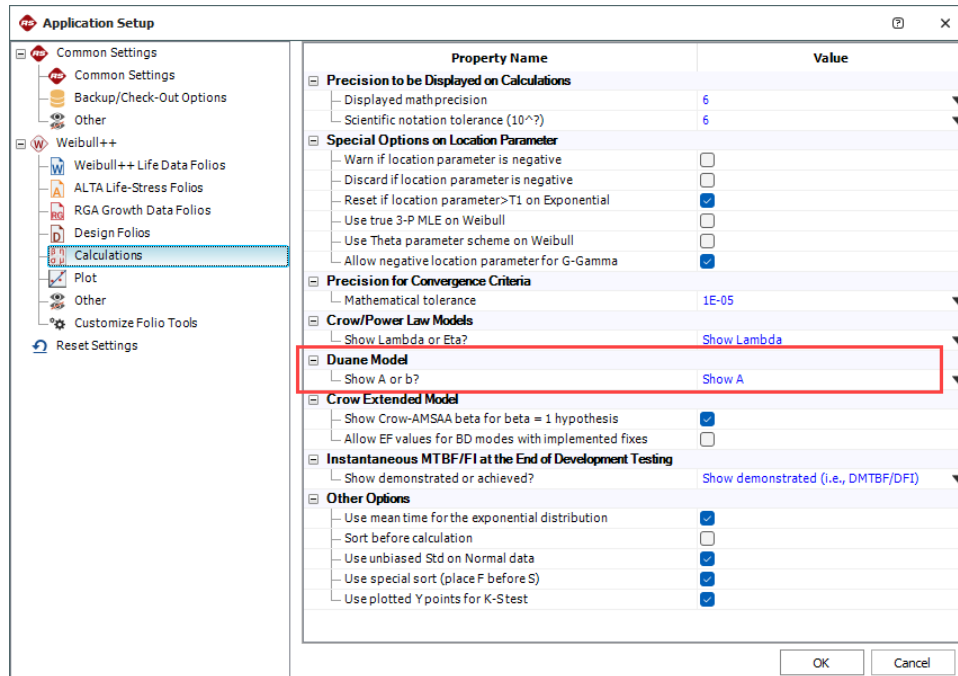 Application Setup
Common Settings
Common Settings
Backup/Check-Out Options
Other
Weibull++
Weibull++ Life Data Folios
ALTA Life-Stress Folios
RGA Growth Data Folios
Design Folios
Calculations
Plot
Other
Customize Folio Tools
Reset Settings
Property Name Value
Precision to be Displayed on Calculations
Displayed math precision 6
Scientific notation tolerance (10^?) 6
Special Options on Location Parameter
Warn if location parameter is negative
Discard if location parameter is negative
Reset if location parameter>T1 on Exponential
Use true 3-P MLE on Weibull
Use Theta parameter scheme on Weibull
Allow negative location parameter for G-Gamma
Precision for Convergence Criteria
Mathematical tolerance 1E-05
Crow/Power Law Models
Show Lambda or Eta? Show Lambda
Duane Model
Show A or b? Show A
Crow Extended Model
Show Crow-AMSAA beta for beta = 1 hypothesis
Allow EF values for BD modes with implemented fixes
Instantaneous MTBF/FI at the End of Development Testing
Show demonstrated or achieved? Show demonstrated (i.e., DMTBF/DFI)
Other Options
Use mean time for the exponential distribution
Sort before calculation
Use unbiased Std on Normal data
Use special sort (place F before S)
Use plotted Y points for K-S test
OK Cancel